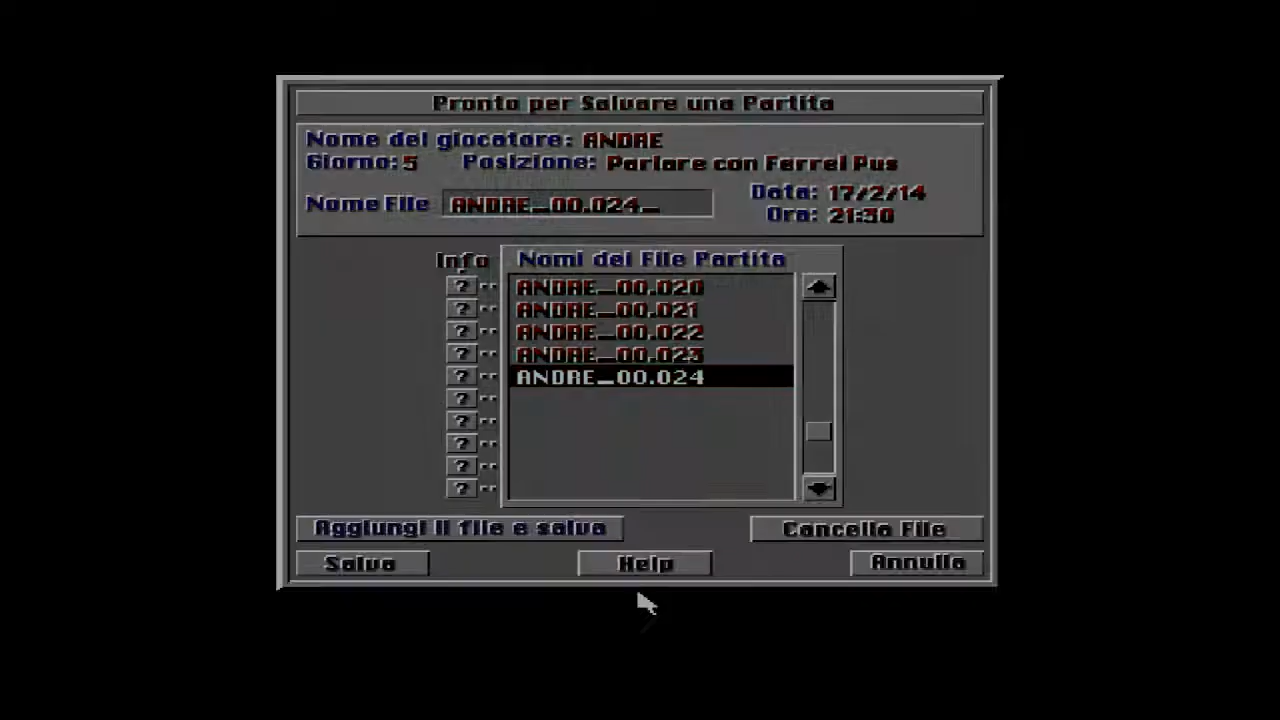 Pronto per Salvare una Partita
Nome del giocatore: ANDRE
Giorno: 5 Posizione: Parlare con Ferrel Pus
Data: 17/2/14
Nome File ANDRE_00.024_
Ora: 21:30
Info Nomi dei File Partita
? ·· ANDRE_00.020
? ·· ANDRE_00.021
? ·· ANDRE_00.022
? ·· ANDRE_00.023
? ·· ANDRE_00.024
? ··
? ··
? ··
? ··
? ··
Aggiungi il file e salva Cancella File
Salva Help Annulla